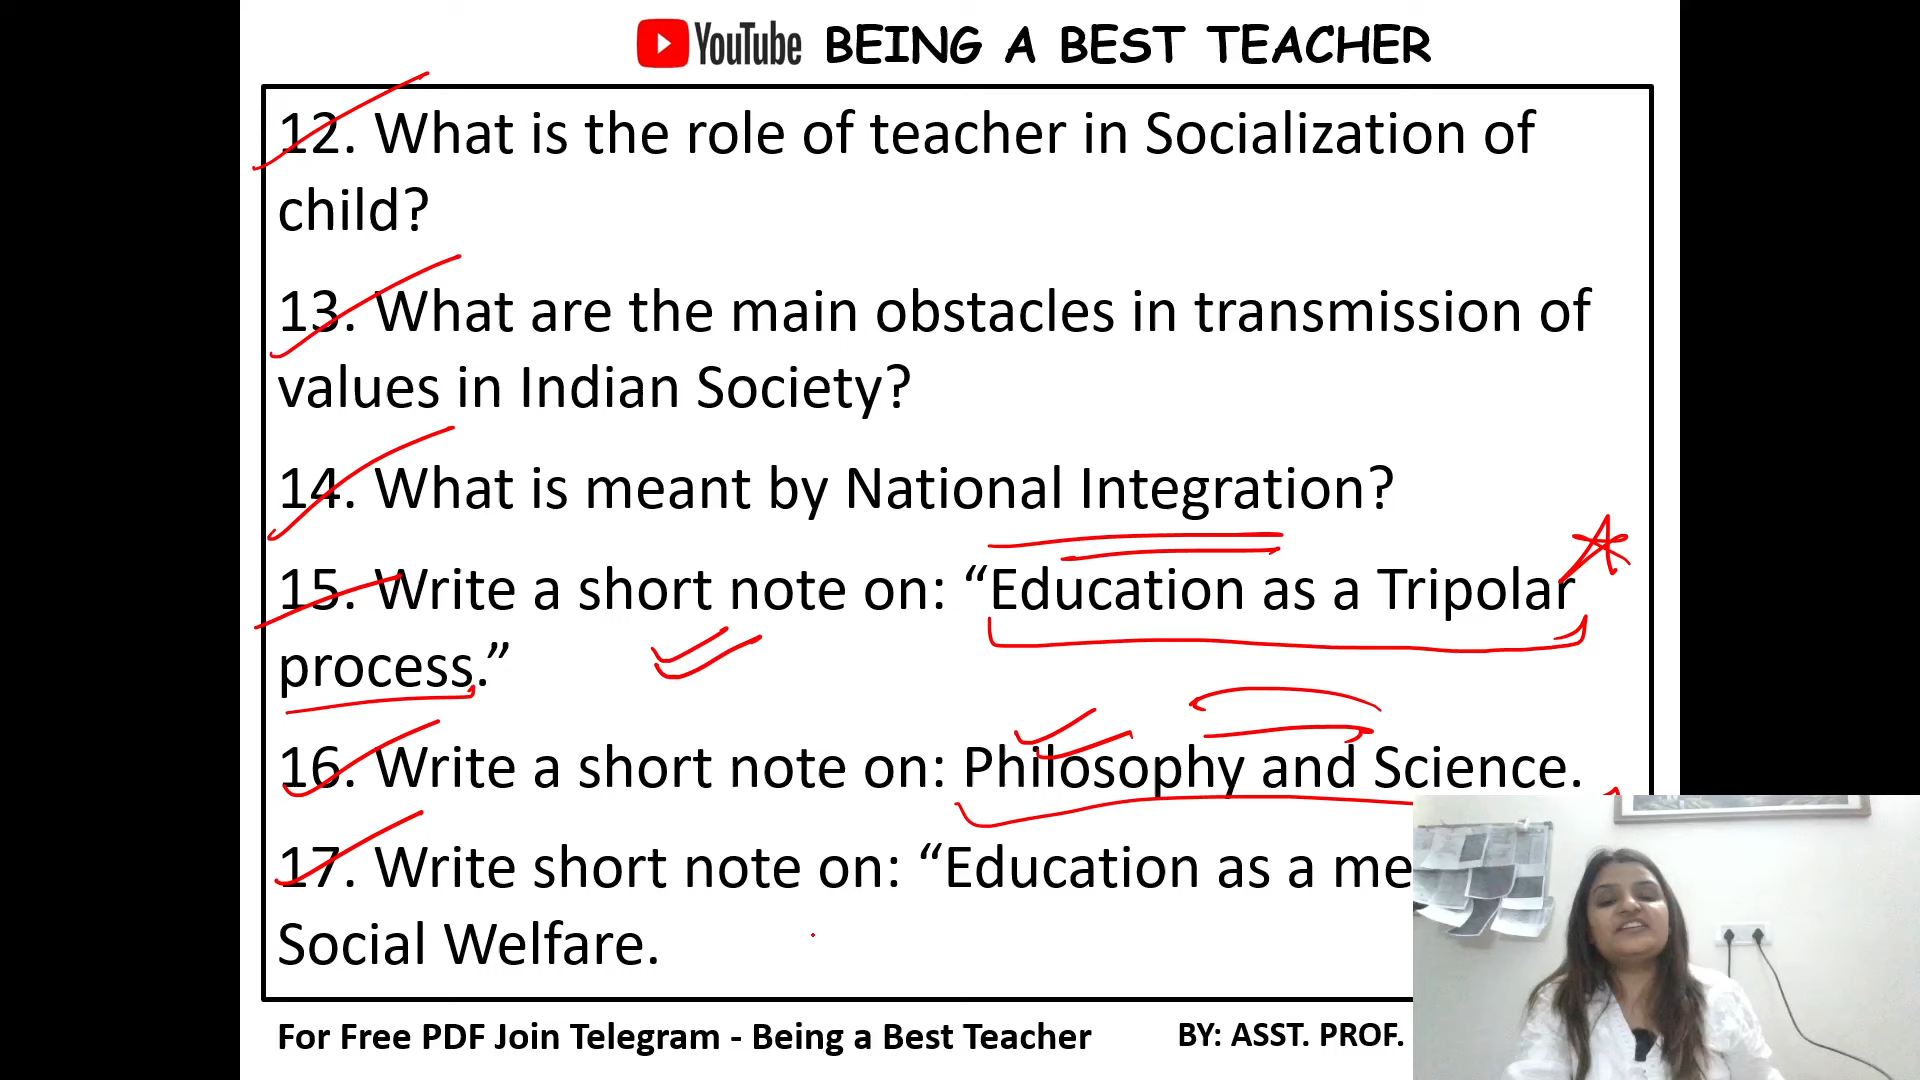 YouTube BEING A BEST TEACHER
12. What is the role of teacher in Socialization of
child?
13. What are the main obstacles in transmission of
values in Indian Society?
14. What is meant by National Integration?
15. Write a short note on: “Education as a Tripolar
process.”
16. Write a short note on: Philosophy and Science.
17. Write short note on: “Education as a me
Social Welfare.
For Free PDF Join Telegram - Being a Best Teacher
BY: ASST. PROF.